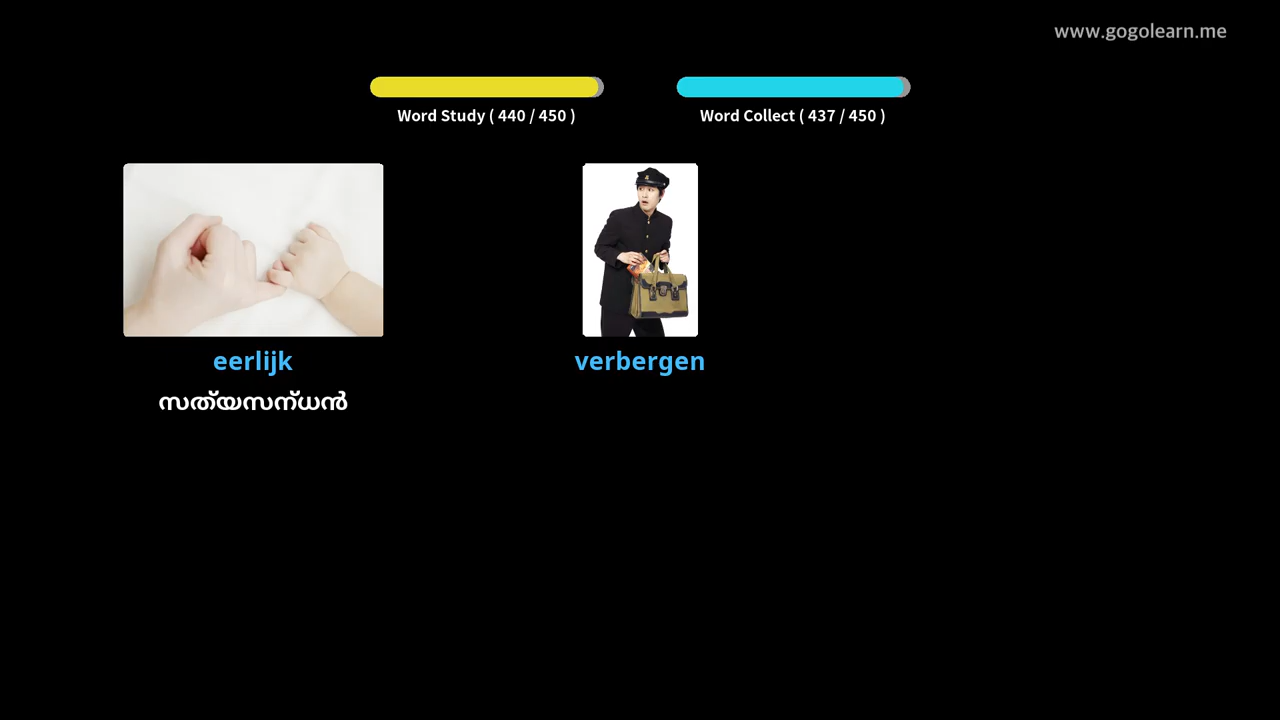 www.gogolearn.me
Word Study ( 440 / 450 )
Word Collect ( 437 / 450 )
eerlijk
verbergen
സത്യസന്ധൻ